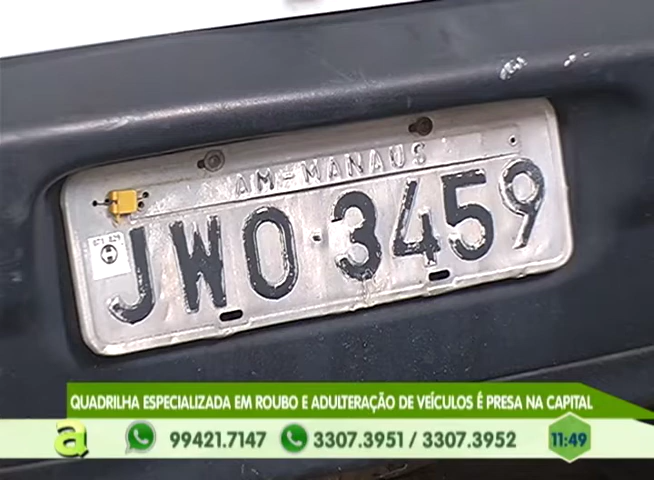 AM-MANAUS
JWO·3459
QUADRILHA ESPECIALIZADA EM ROUBO E ADULTERAÇÃO DE VEÍCULOS É PRESA NA CAPITAL
a 99421.7147 3307.3951 / 3307.3952 11:49